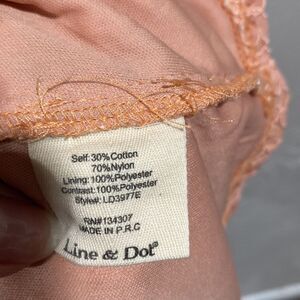 Self: 30%Cotton
70%Nylon
Lining: 100%Polyester
Contrast: 100%Polyester
Style#: LD3977E
RN#134307
MADE IN P.R.C
Line & Dot®